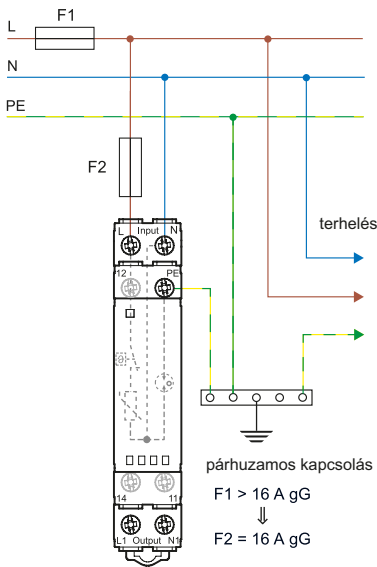 F1
L
N
PE
F2
terhelés
L Input N
12 PE
párhuzamos kapcsolás
F1 > 16 A gG
⇓
F2 = 16 A gG
14 11
L1 Output N1